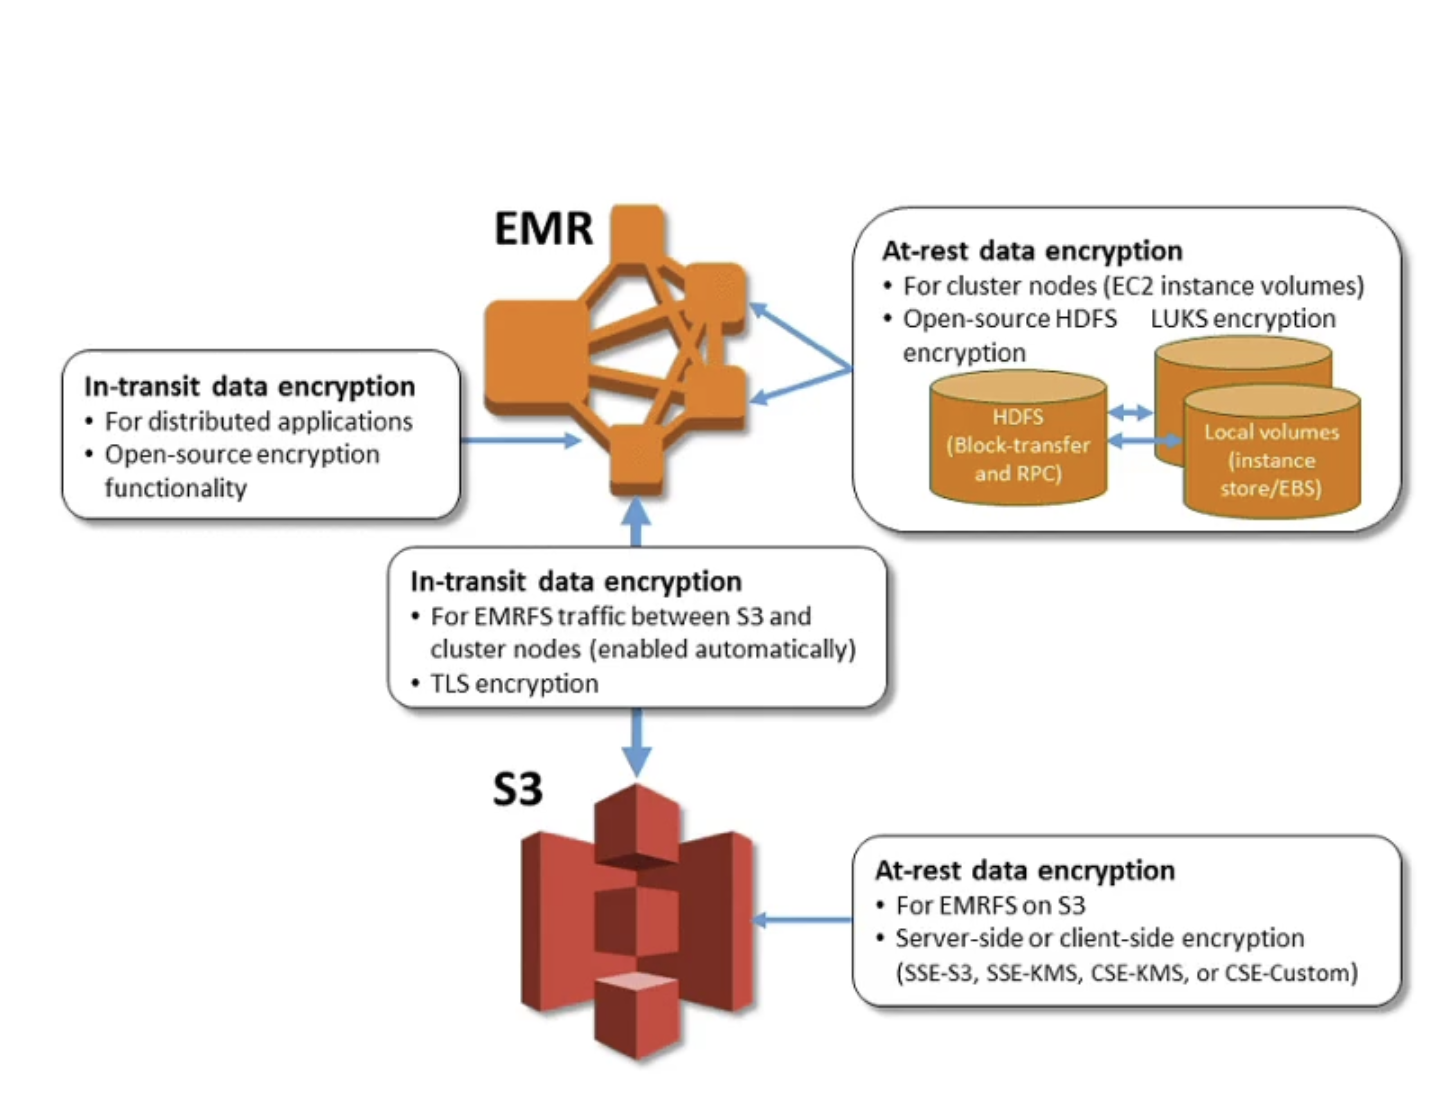 EMR
At-rest data encryption
• For cluster nodes (EC2 instance volumes)
• Open-source HDFS encryption
LUKS encryption
HDFS
(Block-transfer
and RPC)
Local volumes
(instance
store/EBS)
In-transit data encryption
• For distributed applications
• Open-source encryption
functionality
In-transit data encryption
• For EMRFS traffic between S3 and
cluster nodes (enabled automatically)
• TLS encryption
S3
At-rest data encryption
• For EMRFS on S3
• Server-side or client-side encryption
(SSE-S3, SSE-KMS, CSE-KMS, or CSE-Custom)